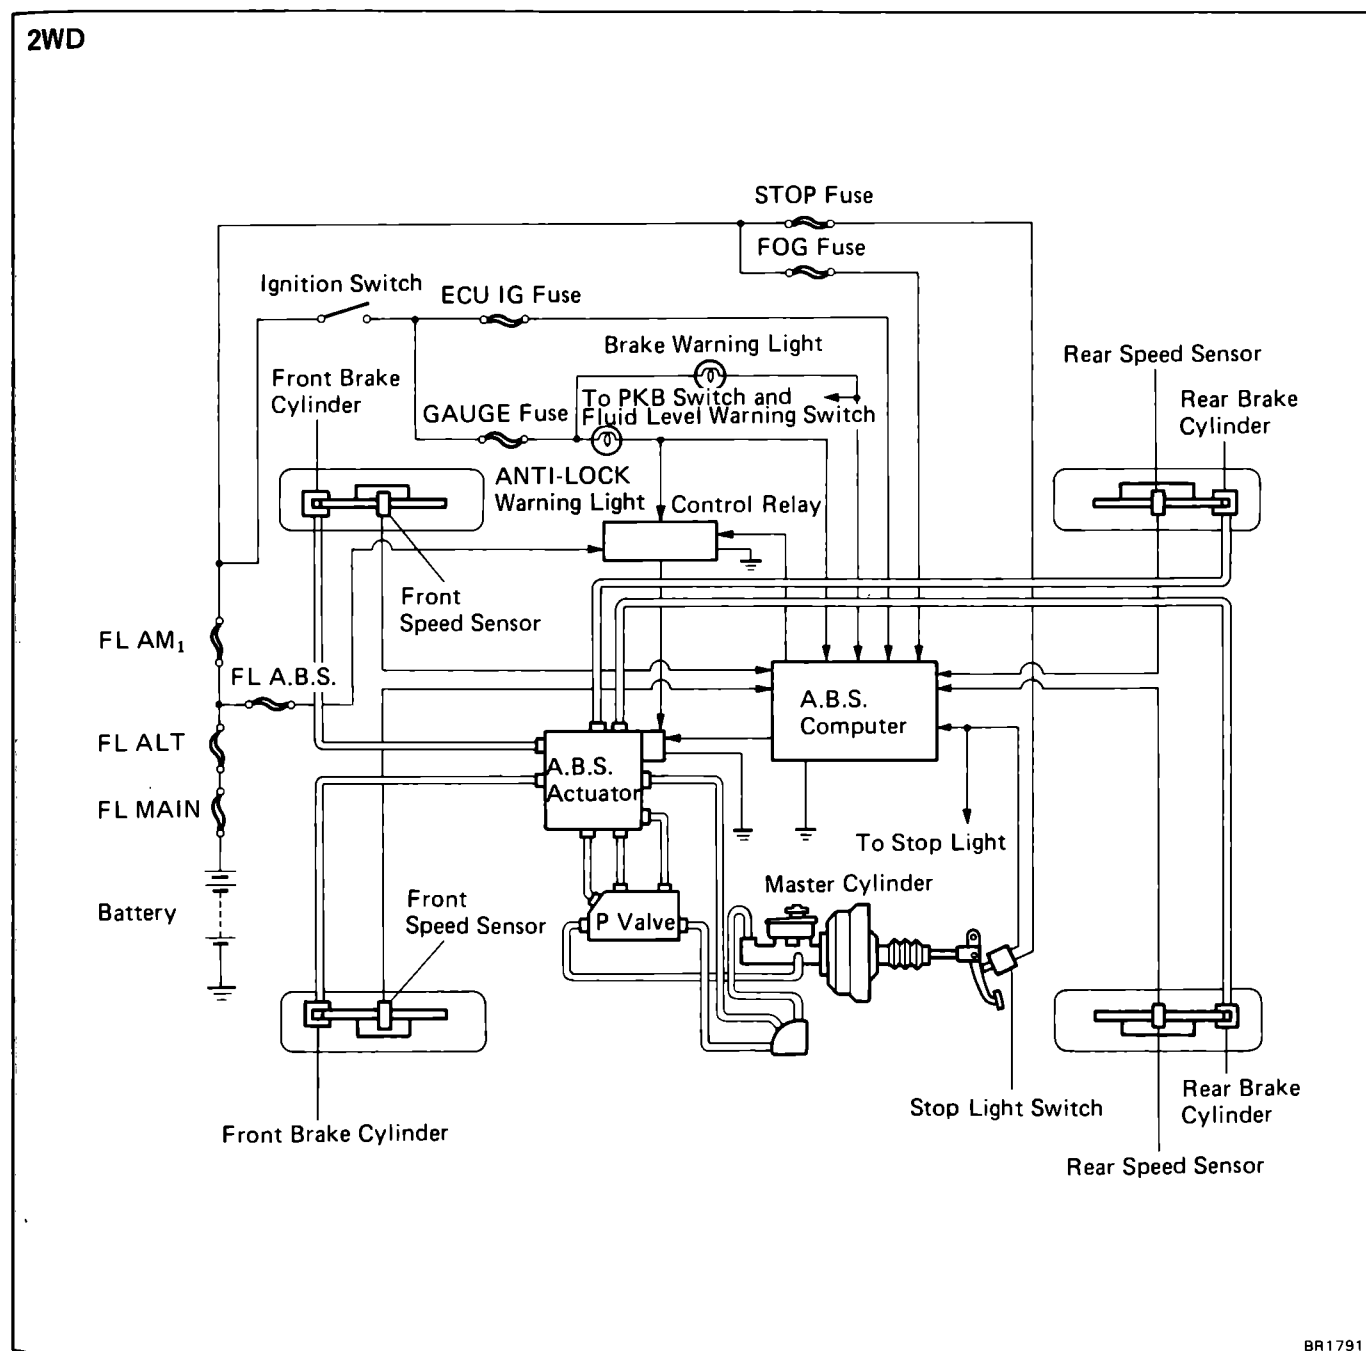 2WD
STOP Fuse
FOG Fuse
Ignition Switch
ECU IG Fuse
Brake Warning Light
Rear Speed Sensor
Front Brake
Cylinder
To PKB Switch and
Fluid Level Warning Switch
GAUGE Fuse
Rear Brake
Cylinder
ANTI-LOCK
Warning Light
Control Relay
Front
Speed Sensor
FL AM₁
FL A.B.S.
A.B.S.
Computer
FL ALT
A.B.S.
Actuator
FL MAIN
To Stop Light
Master Cylinder
Battery
Front
Speed Sensor
P Valve
Rear Brake
Cylinder
Stop Light Switch
Front Brake Cylinder
Rear Speed Sensor
BR1791